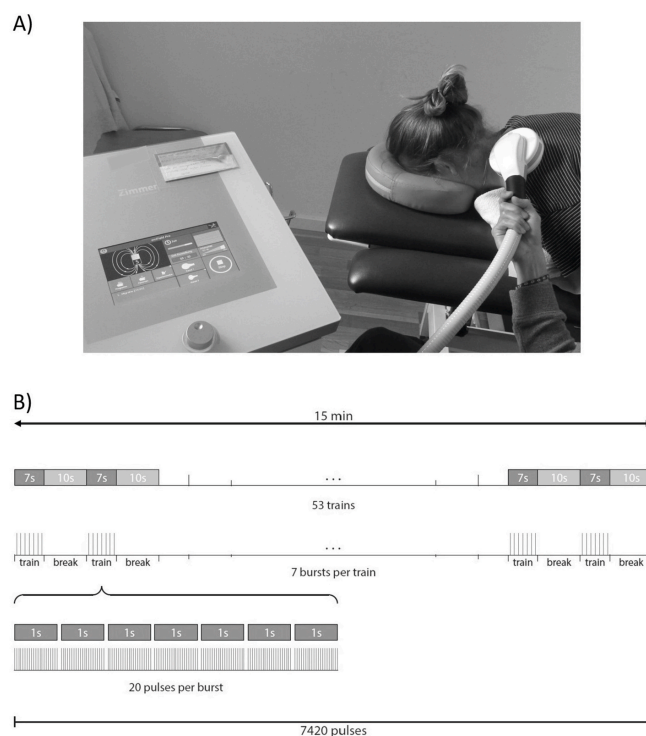 A)
Zimmer
B)
15 min
7s 10s 7s 10s ... 7s 10s 7s 10s
53 trains
...
train break train break train break train break
7 bursts per train
1s 1s 1s 1s 1s 1s 1s
20 pulses per burst
7420 pulses